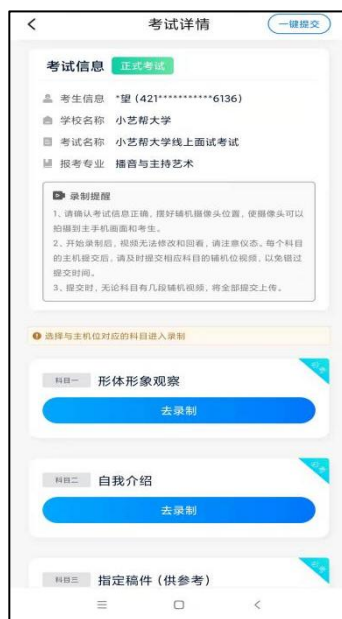 考试详情
一键提交
考试信息 正式考试
考生信息 *望 (421***********6136)
学校名称 小艺帮大学
考试名称 小艺帮大学线上面试考试
报考专业 播音与主持艺术
录制提醒
1、请确认考试信息正确，摆好辅机摄像头位置，使摄像头可以
拍摄到主手机画面和考生。
2、开始录制后，视频无法修改和回看，请注意仪态。每个科目
的主机提交后，请及时提交相应科目的辅机位视频，以免错过
提交时间。
3、提交时，无论科目有几段辅机视频，将全部提交上传。
选择与主机位对应的科目进入录制
必考
科目一 形体形象观察
去录制
必考
科目二 自我介绍
去录制
必考
科目三 指定稿件 (供参考)